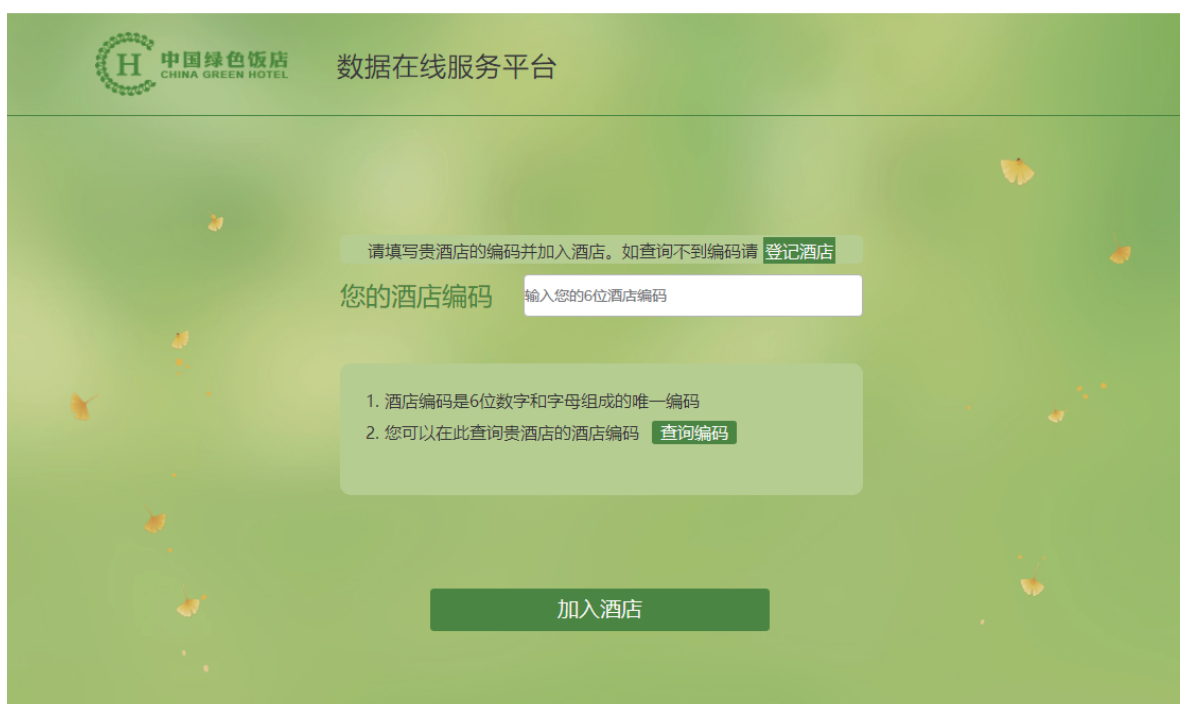 中国绿色饭店
CHINA GREEN HOTEL
数据在线服务平台
请填写贵酒店的编码并加入酒店。如查询不到编码请 登记酒店
您的酒店编码 输入您的6位酒店编码
1. 酒店编码是6位数字和字母组成的唯一编码
2. 您可以在此查询贵酒店的酒店编码 查询编码
加入酒店